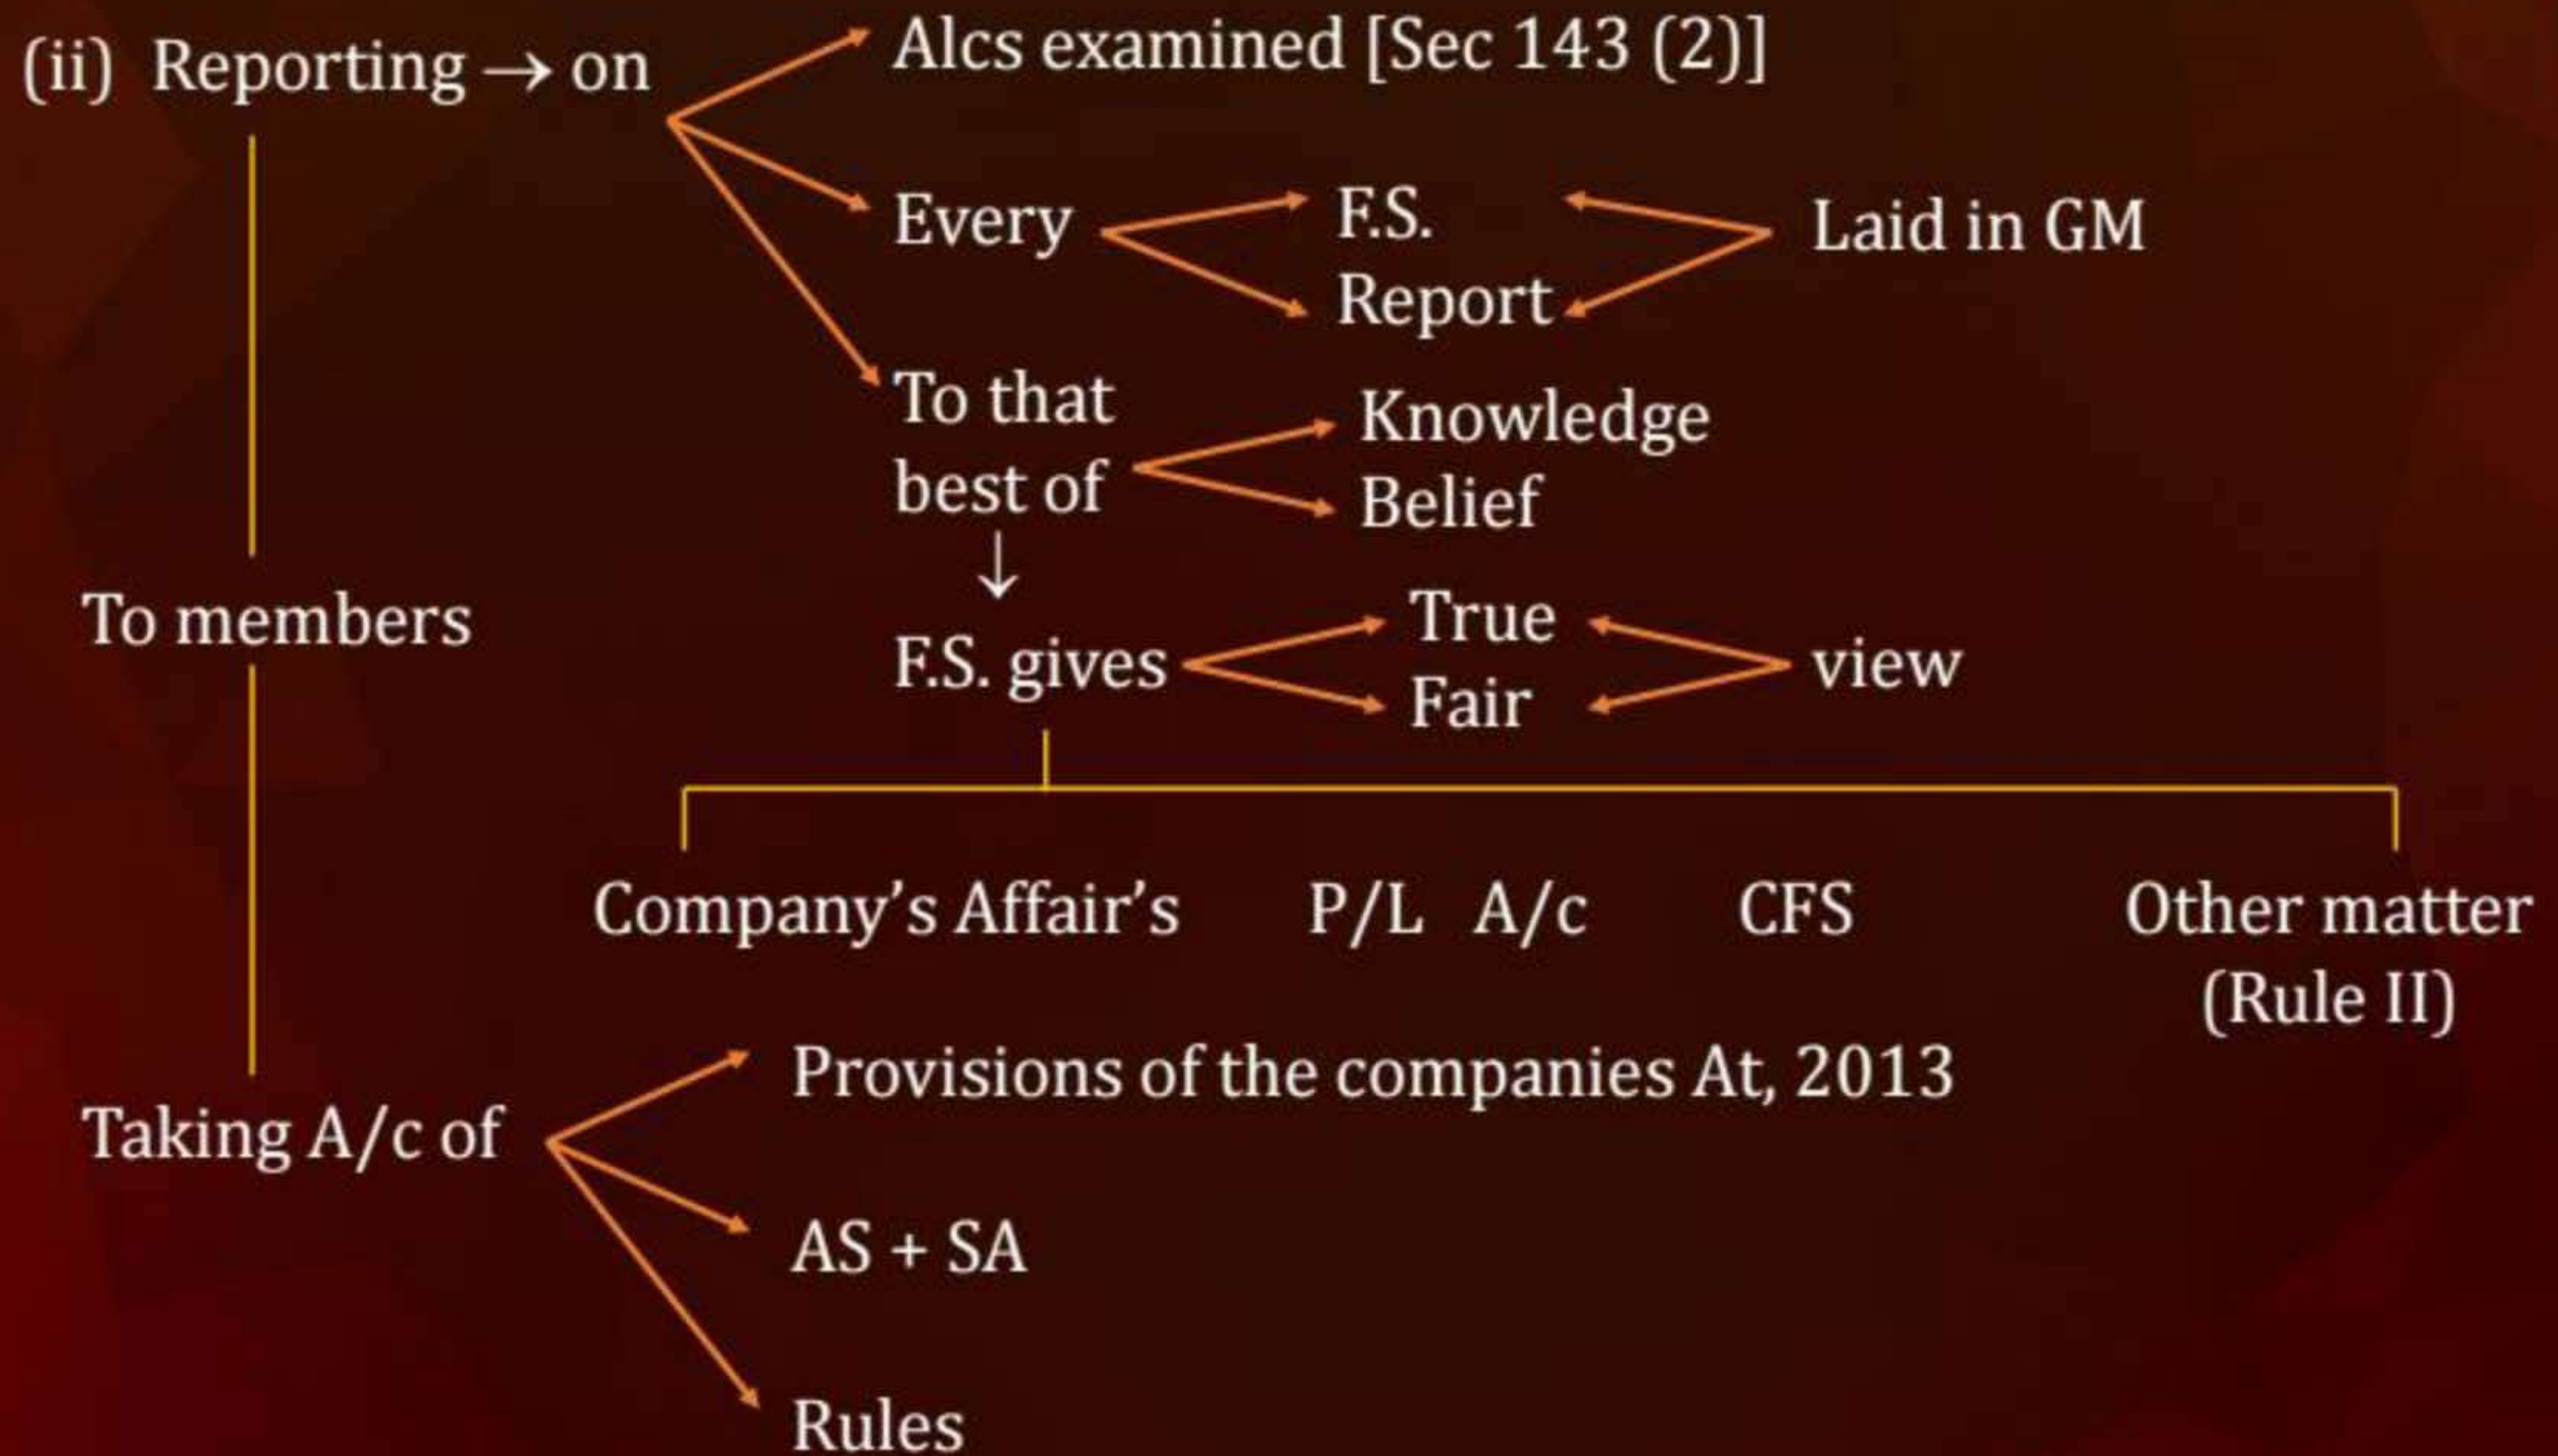 (ii) Reporting → on
Alcs examined [Sec 143 (2)]
Every
F.S.
Report
Laid in GM
To that
best of
Knowledge
Belief
↓
To members
F.S. gives
True
Fair
view
Company’s Affair’s
P/L A/c
CFS
Other matter
(Rule II)
Taking A/c of
Provisions of the companies At, 2013
AS + SA
Rules